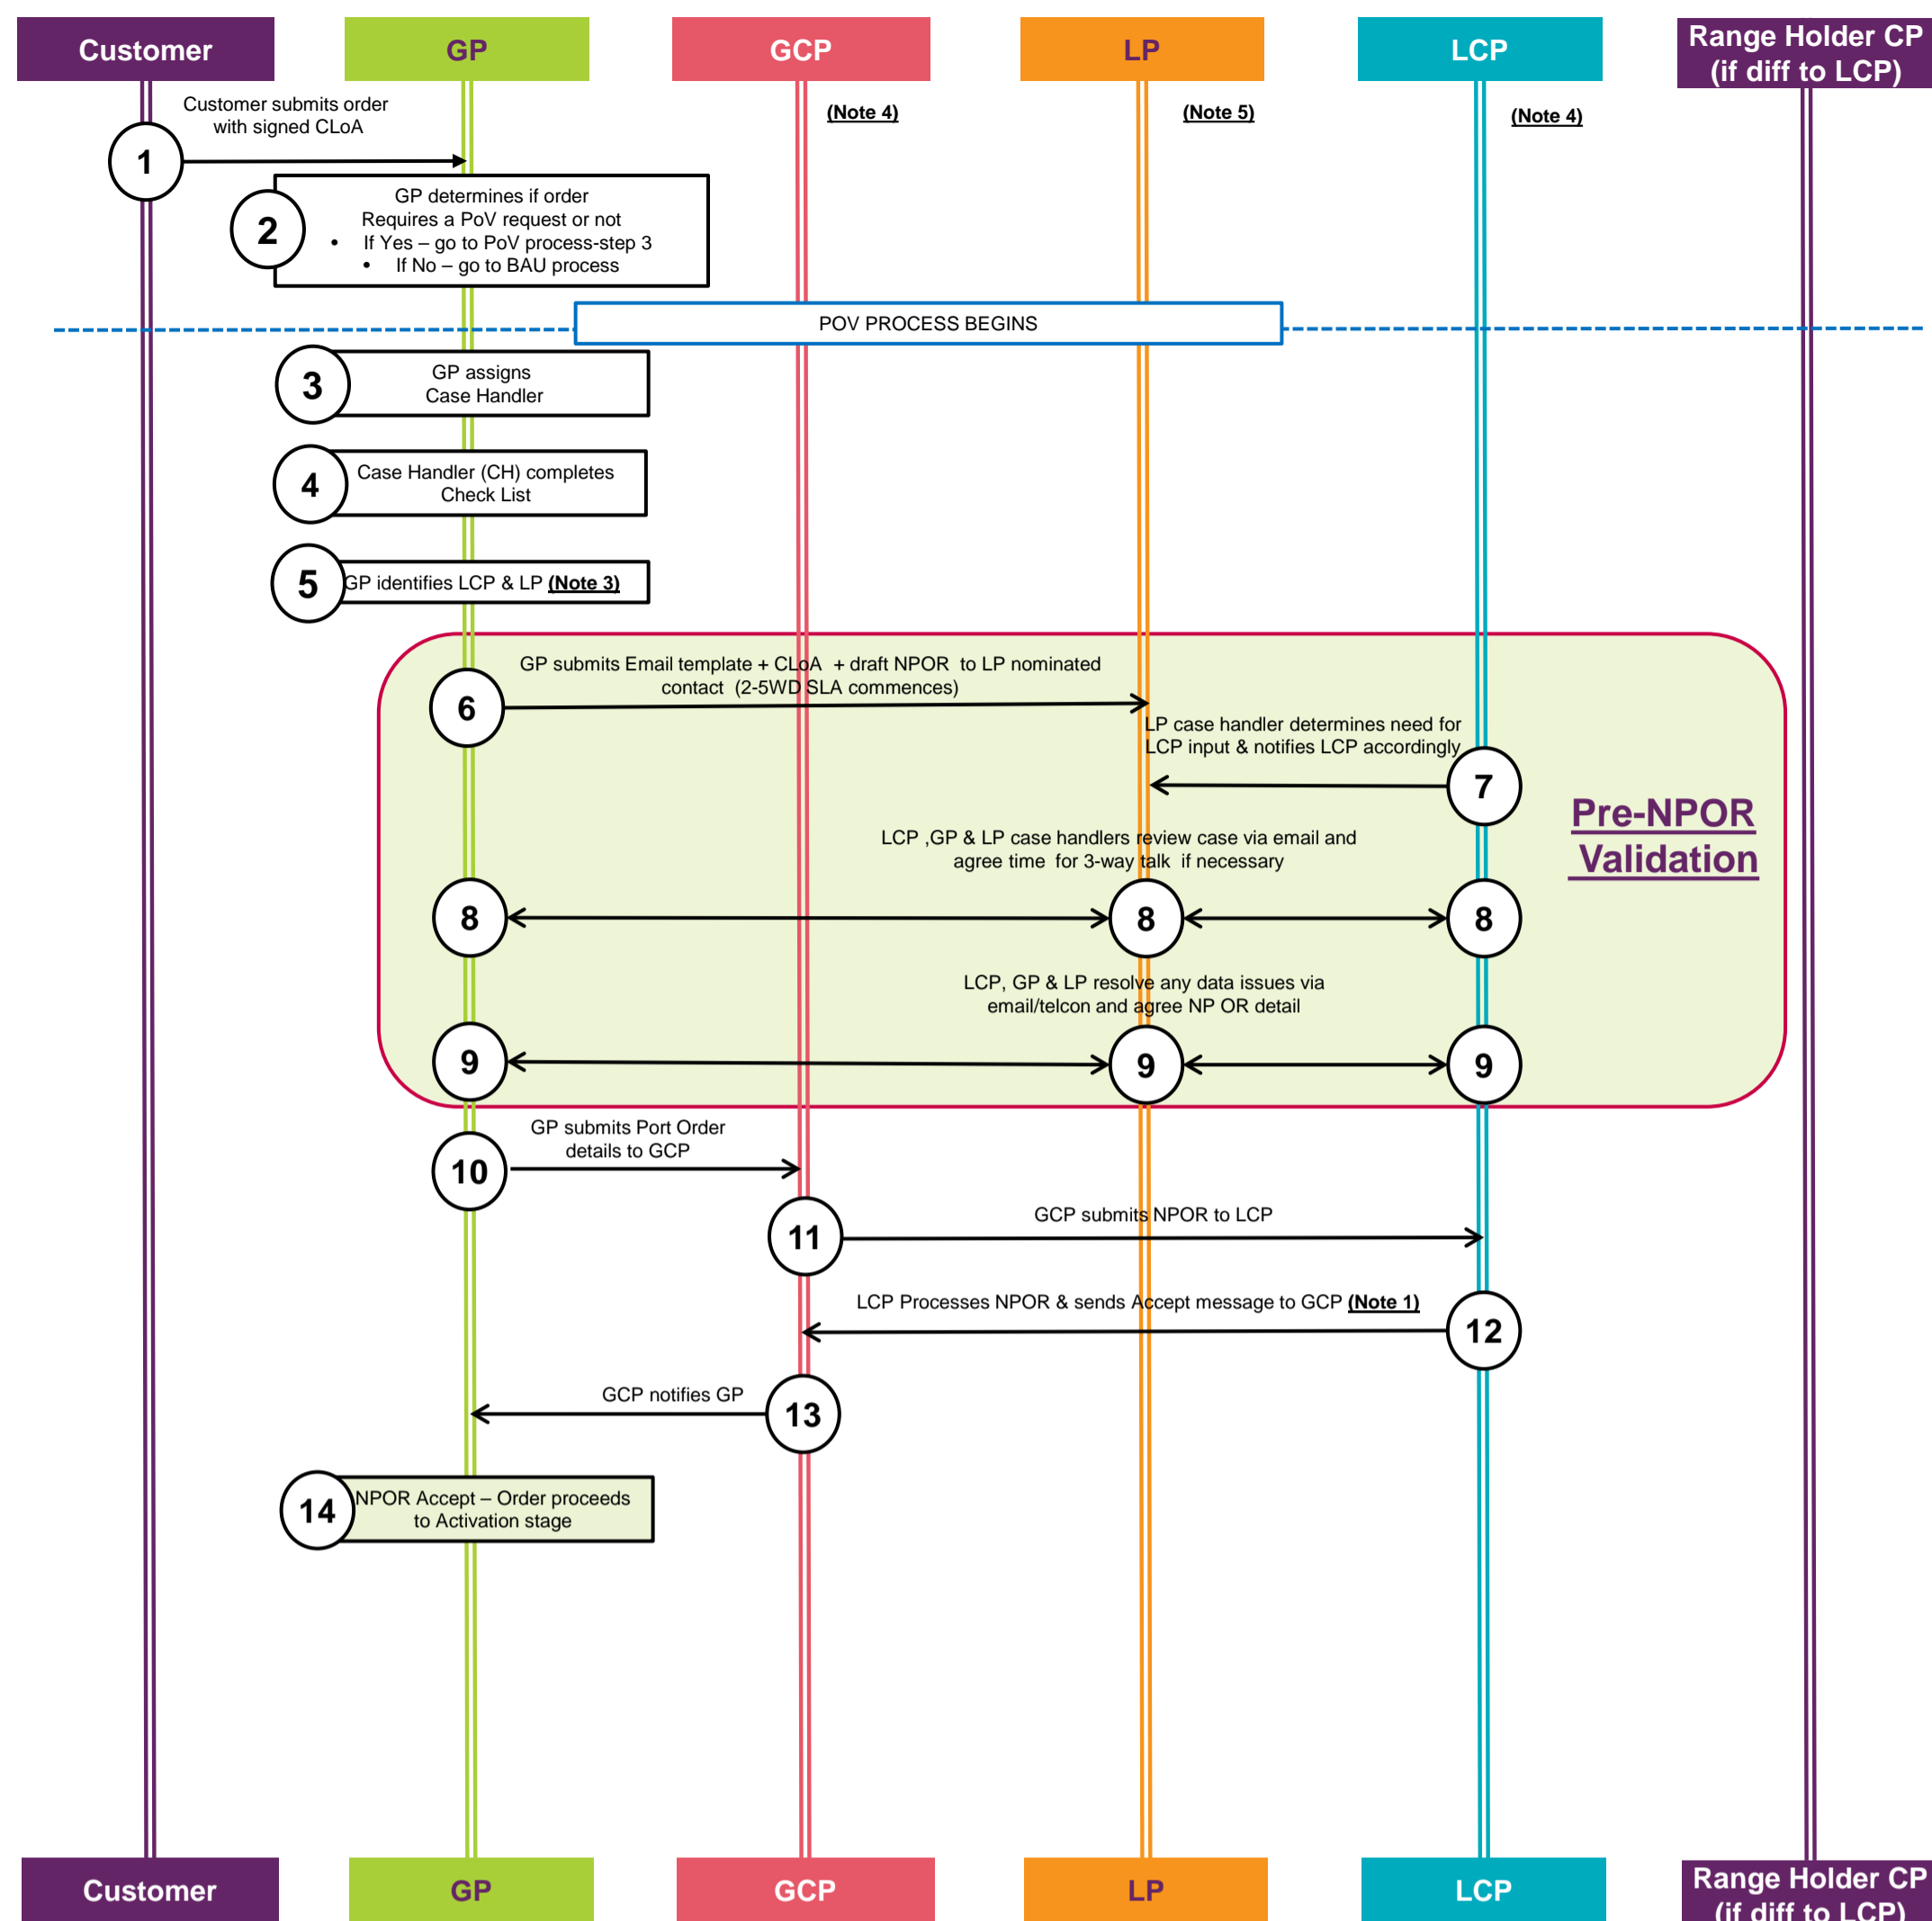 Customer
GP
GCP
LP
LCP
Range Holder CP
(if diff to LCP)
(Note 4)
(Note 5)
(Note 4)
Customer submits order
with signed CLoA
1
2
GP determines if order
Requires a PoV request or not
• If Yes – go to PoV process-step 3
• If No – go to BAU process
POV PROCESS BEGINS
3
GP assigns
Case Handler
4
Case Handler (CH) completes
Check List
5
GP identifies LCP & LP (Note 3)
GP submits Email template + CLoA + draft NPOR to LP nominated
contact (2-5WD SLA commences)
6
LP case handler determines need for
LCP input & notifies LCP accordingly
7
Pre-NPOR
Validation
LCP ,GP & LP case handlers review case via email and
agree time for 3-way talk if necessary
8
8
8
LCP, GP & LP resolve any data issues via
email/telcon and agree NP OR detail
9
9
9
GP submits Port Order
details to GCP
10
GCP submits NPOR to LCP
11
LCP Processes NPOR & sends Accept message to GCP (Note 1)
12
GCP notifies GP
13
14
NPOR Accept – Order proceeds
to Activation stage
Customer
GP
GCP
LP
LCP
Range Holder CP
(if diff to LCP)